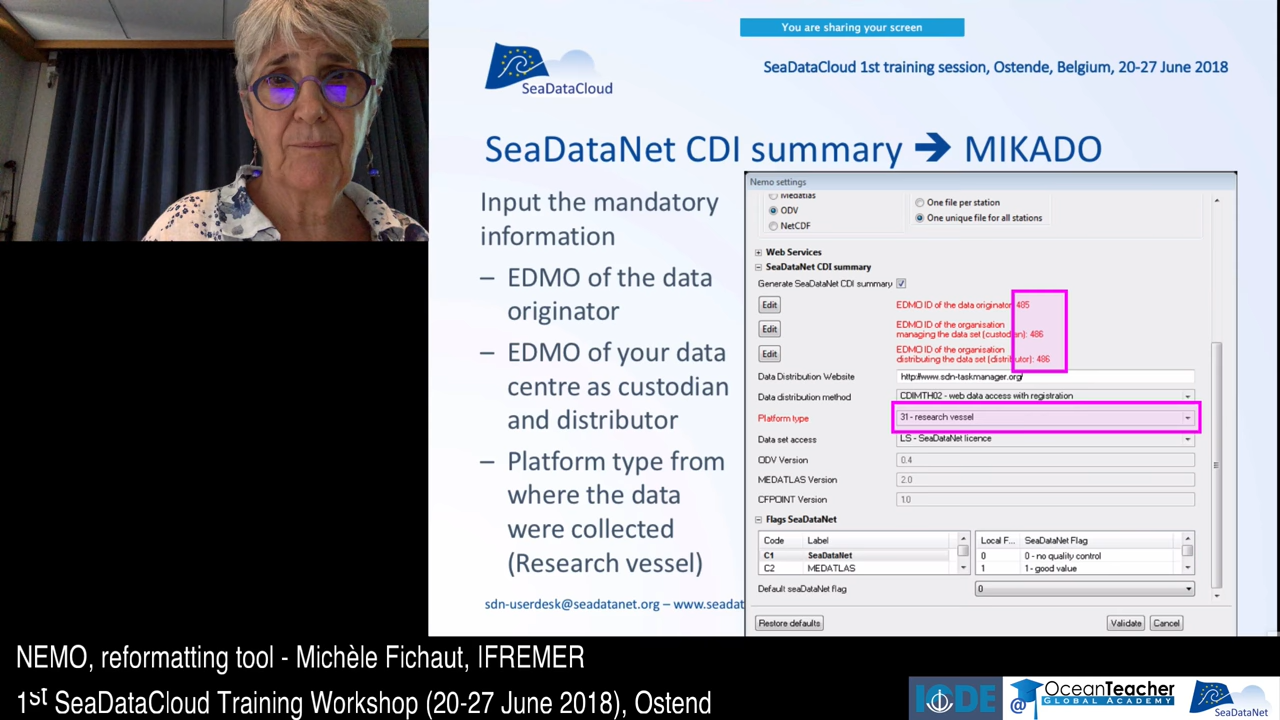 You are sharing your screen
SeaDataCloud
SeaDataCloud 1st training session, Ostende, Belgium, 20-27 June 2018
SeaDataNet CDI summary ➔ MIKADO
Input the mandatory
information
– EDMO of the data
originator
– EDMO of your data
centre as custodian
and distributor
– Platform type from
where the data
were collected
(Research vessel)
sdn-userdesk@seadatanet.org – www.seadat
Nemo settings
Medatlas
ODV
NetCDF
One file per station
One unique file for all stations
Web Services
SeaDataNet CDI summary
Generate SeaDataNet CDI summary
Edit
EDMO ID of the data originator: 485
Edit
EDMO ID of the organisation
managing the data set (custodian): 486
Edit
EDMO ID of the organisation
distributing the data set (distributor): 486
Data Distribution Website
http://www.sdn-taskmanager.org/
Data distribution method
CDIMTH02 - web data access with registration
Platform type
31 - research vessel
Data set access
LS - SeaDataNet licence
ODV Version
0.4
MEDATLAS Version
2.0
CFPOINT Version
1.0
Flags SeaDataNet
Code Label
C1 SeaDataNet
C2 MEDATLAS
Local F... SeaDataNet Flag
0 0 - no quality control
1 1 - good value
Default seaDataNet flag
0
Restore defaults
Validate
Cancel
NEMO, reformatting tool - Michèle Fichaut, IFREMER
1st SeaDataCloud Training Workshop (20-27 June 2018), Ostend
IODE
@ OceanTeacher
GLOBAL ACADEMY
SeaDataNet